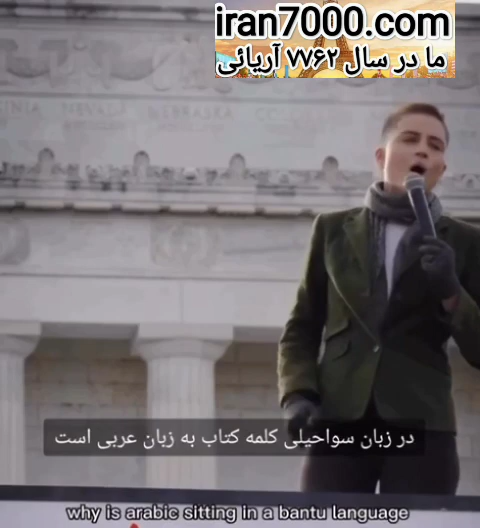 iran7000.com
ما در سال ۷۷۶۲ آریائی
NEVADA NEBRASKA
در زبان سواحیلی کلمه کتاب به زبان عربی است
why is arabic sitting in a bantu language